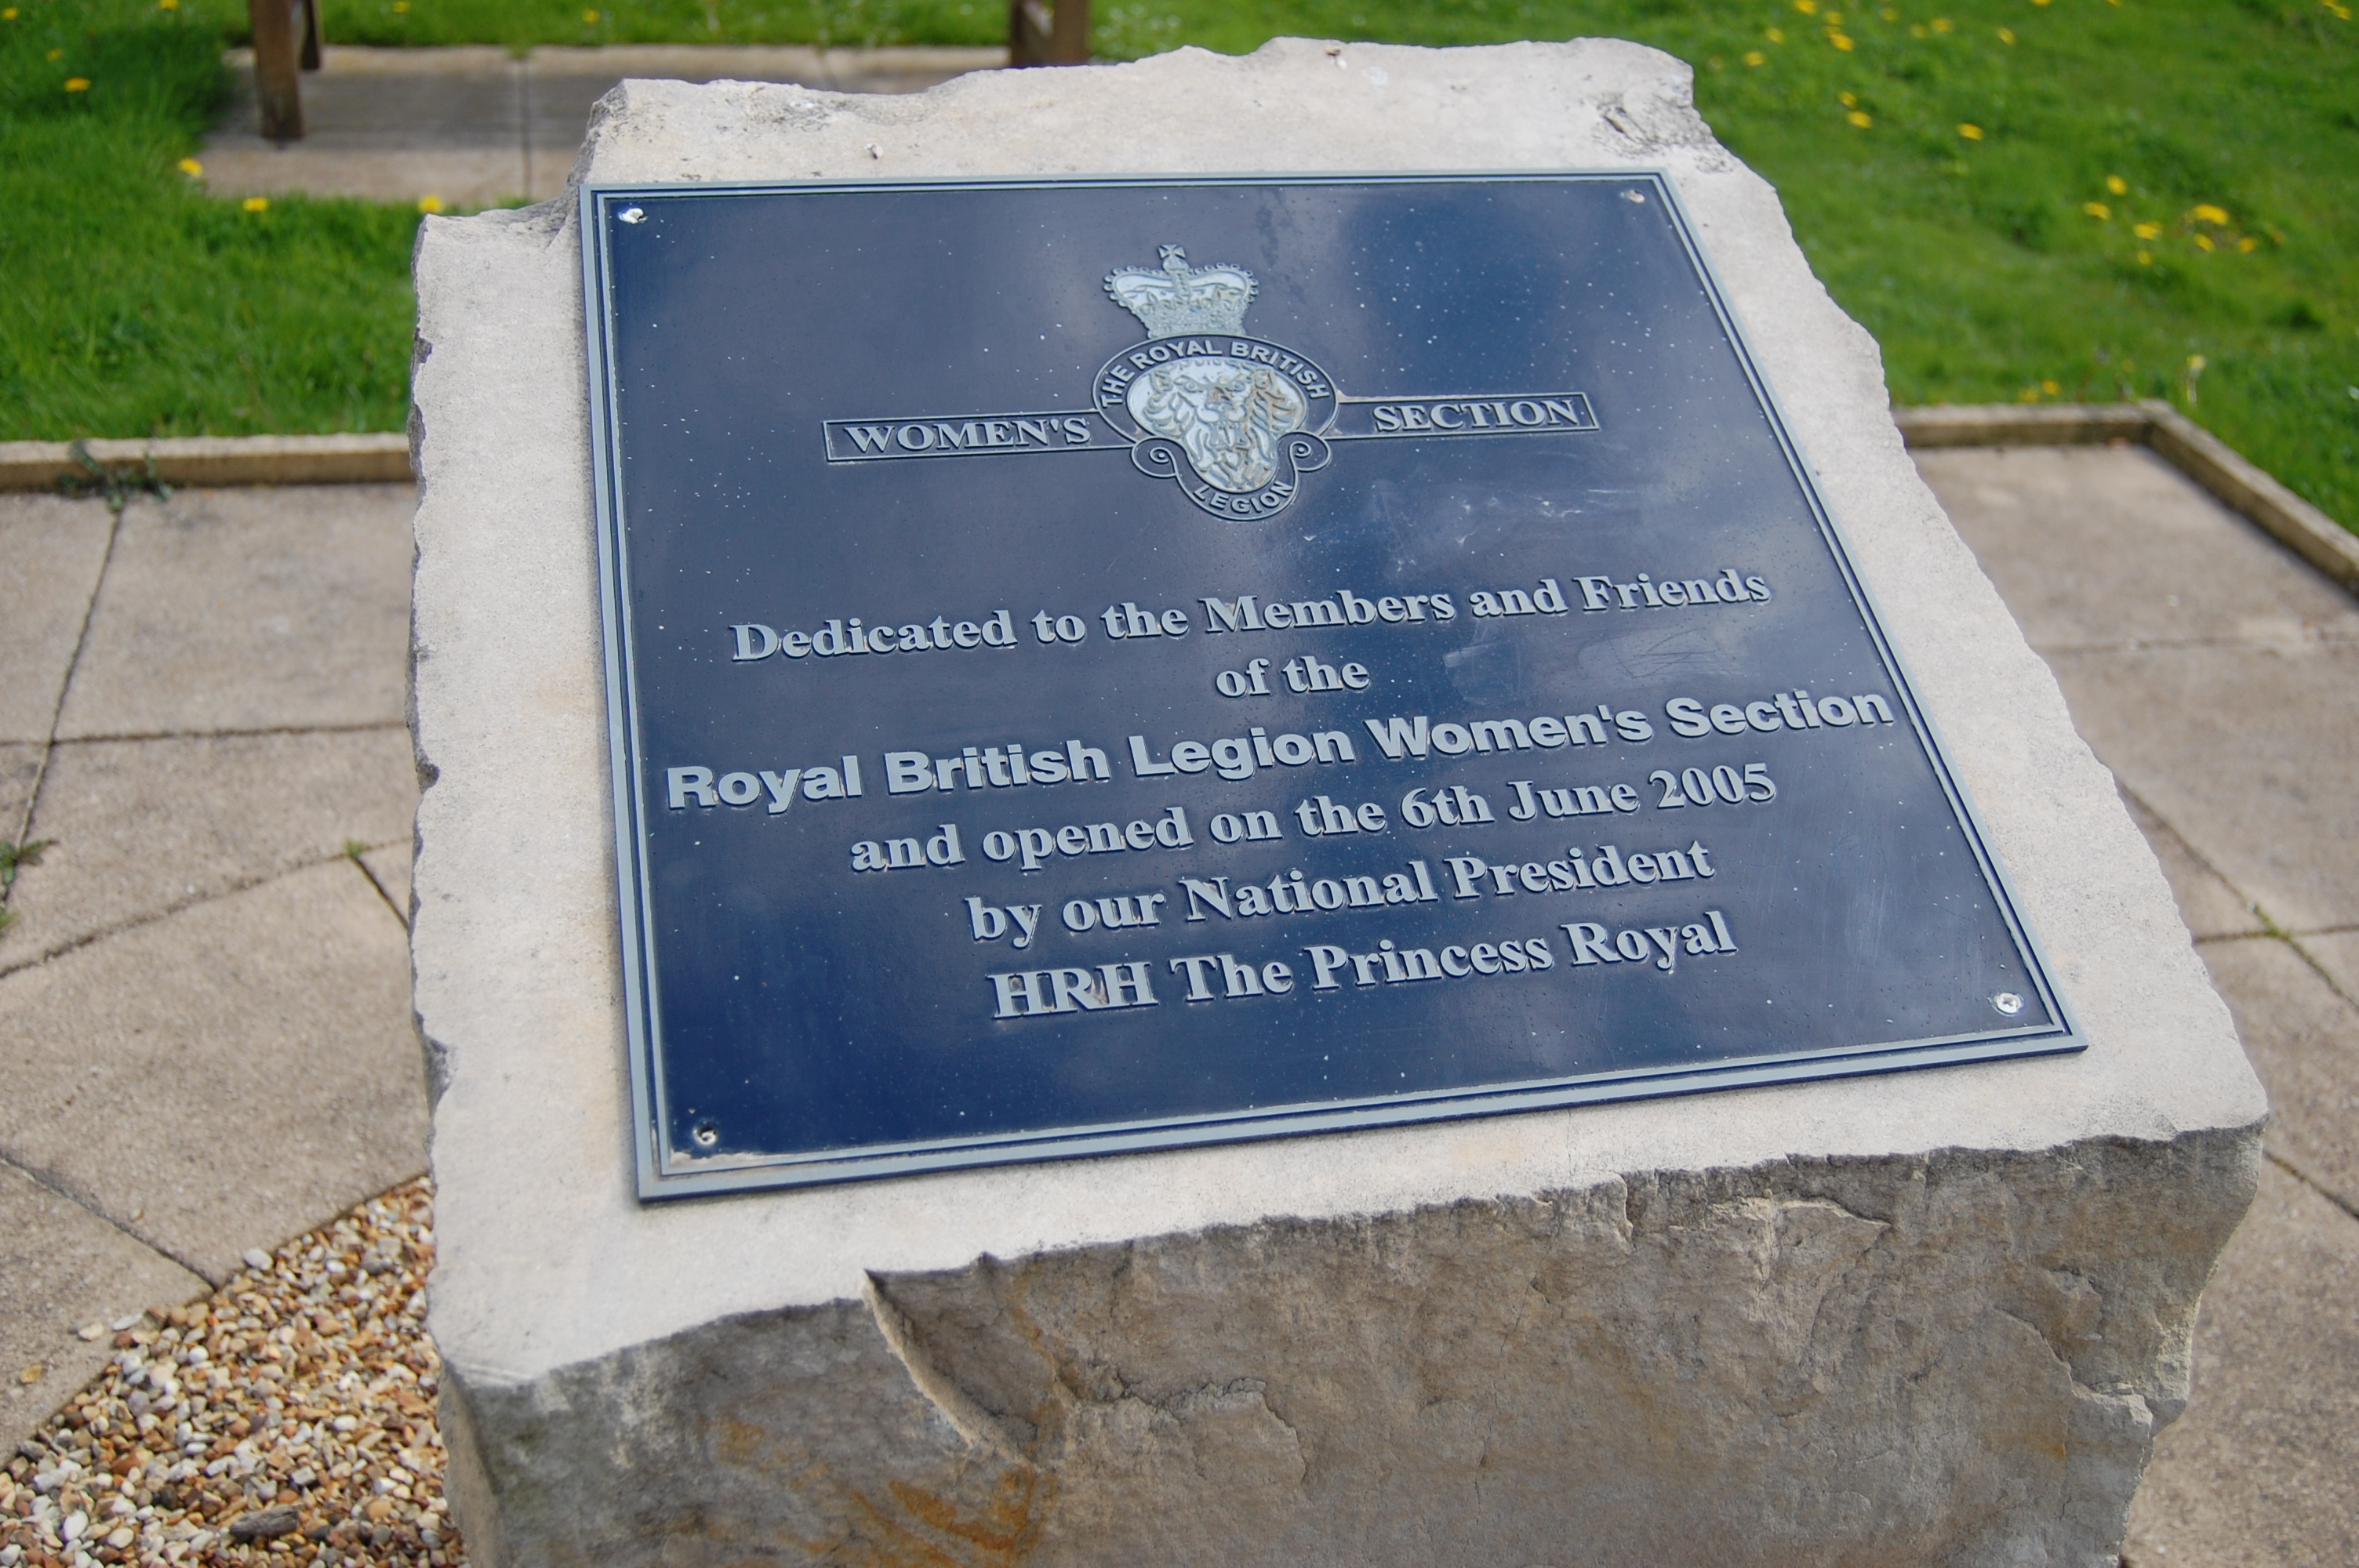 THE ROYAL BRITISH
WOMEN'S SECTION
LEGION
Dedicated to the Members and Friends
of the
Royal British Legion Women's Section
and opened on the 6th June 2005
by our National President
HRH The Princess Royal